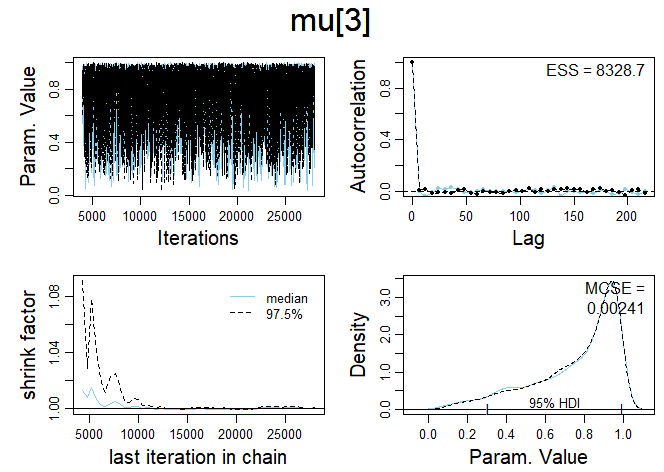 mu[3]
Param. Value
0.0 0.4 0.8
5000 10000 15000 20000 25000
Iterations
Autocorrelation
0.0 0.4 0.8
ESS = 8328.7
0 50 100 150 200
Lag
shrink factor
1.00 1.04 1.08
median
97.5%
5000 10000 15000 20000 25000
last iteration in chain
Density
0.0 1.0 2.0 3.0
MCSE =
0.00241
95% HDI
0.0 0.2 0.4 0.6 0.8 1.0
Param. Value